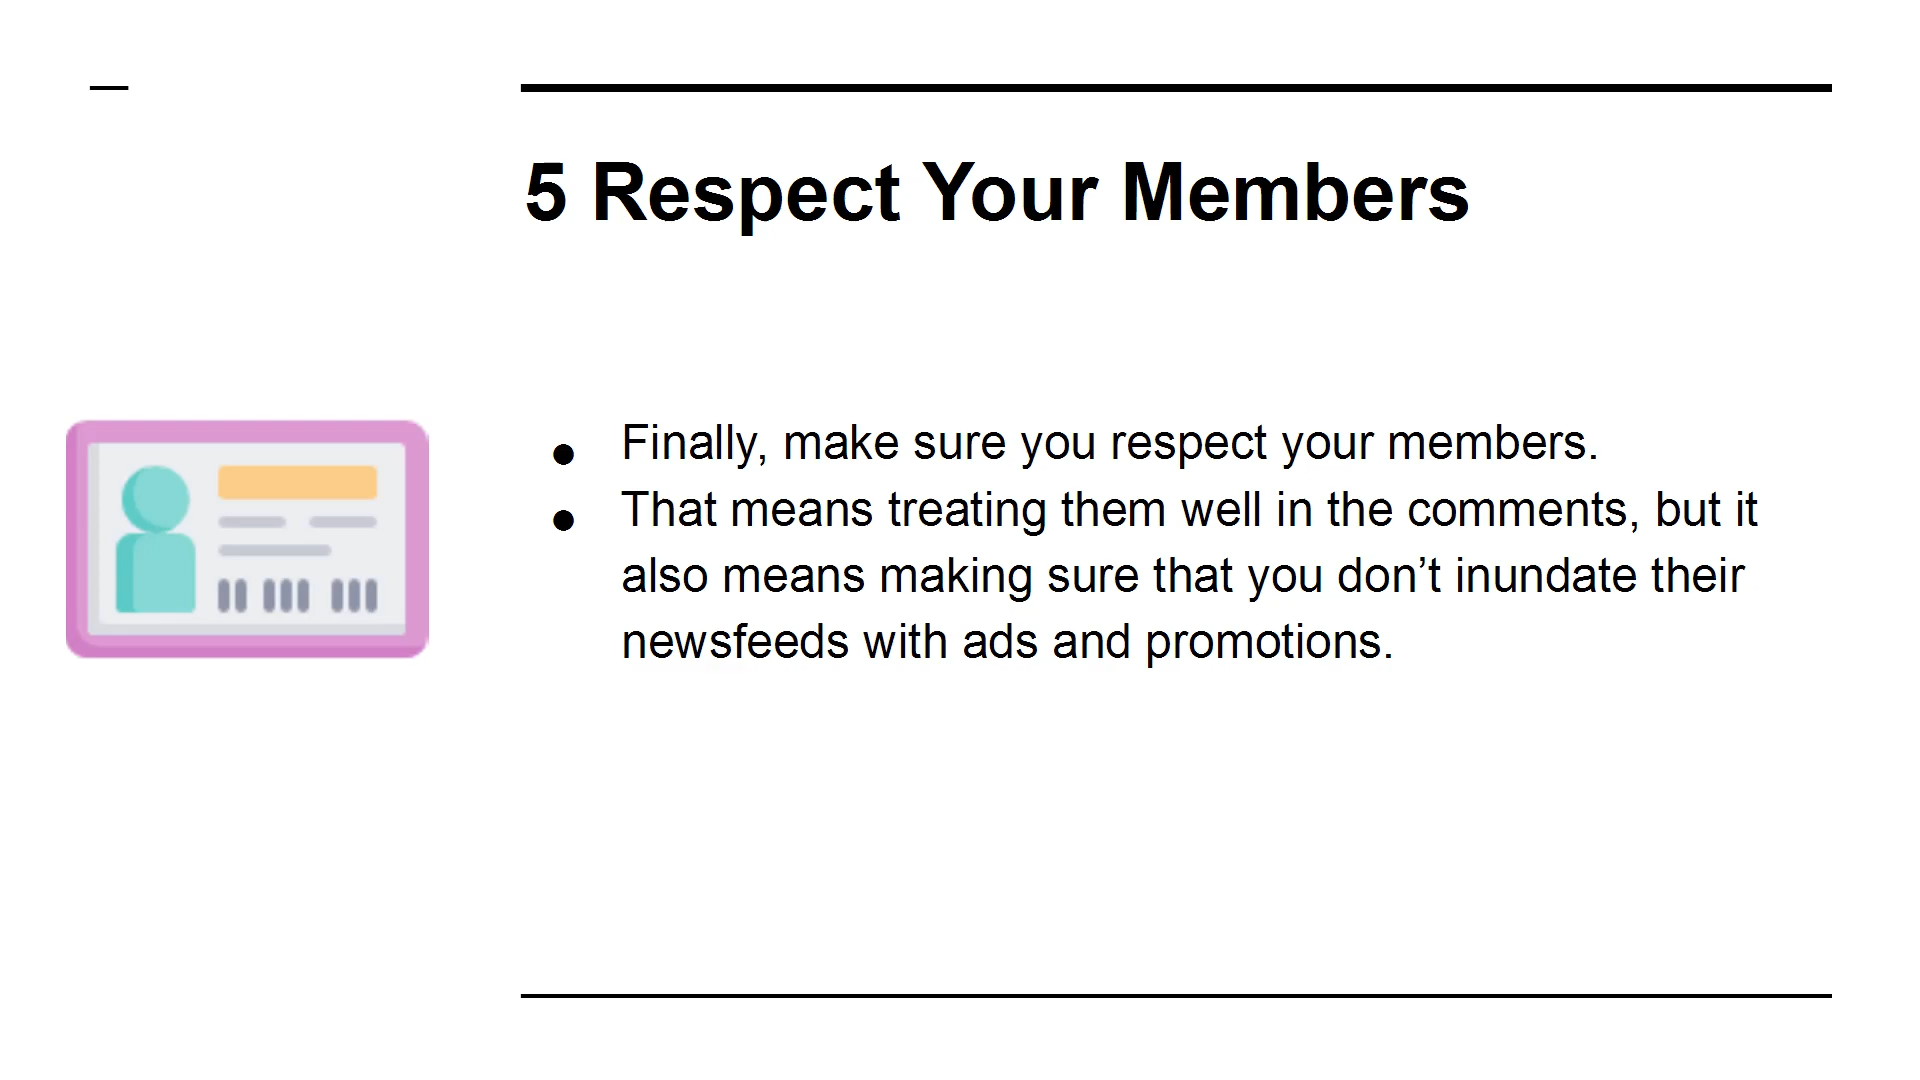 5 Respect Your Members
● Finally, make sure you respect your members.
● That means treating them well in the comments, but it
also means making sure that you don’t inundate their
newsfeeds with ads and promotions.